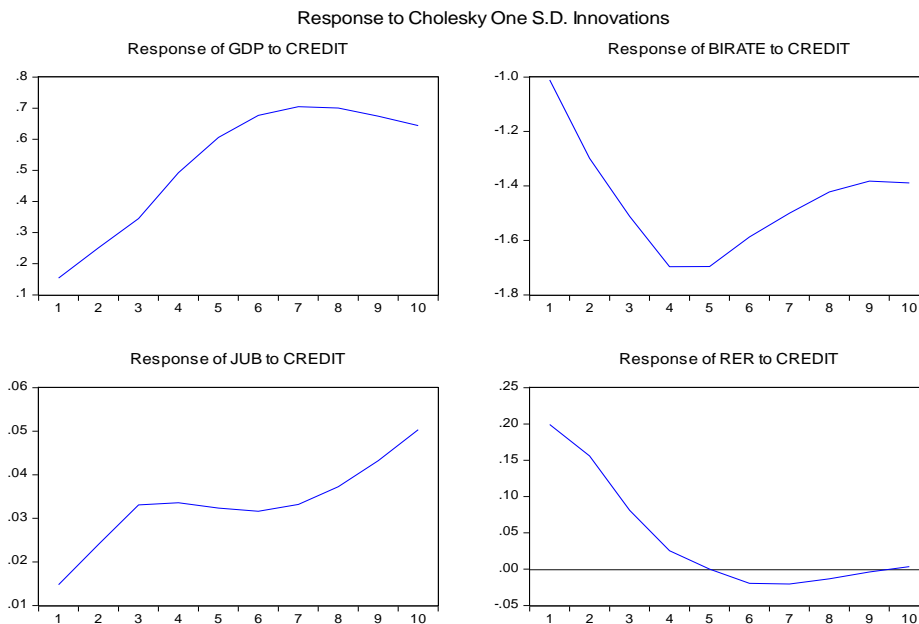 Response to Cholesky One S.D. Innovations
Response of GDP to CREDIT
.8
.7
.6
.5
.4
.3
.2
.1
1 2 3 4 5 6 7 8 9 10
Response of BIRATE to CREDIT
-1.0
-1.2
-1.4
-1.6
-1.8
1 2 3 4 5 6 7 8 9 10
Response of JUB to CREDIT
.06
.05
.04
.03
.02
.01
1 2 3 4 5 6 7 8 9 10
Response of RER to CREDIT
.25
.20
.15
.10
.05
.00
-.05
1 2 3 4 5 6 7 8 9 10